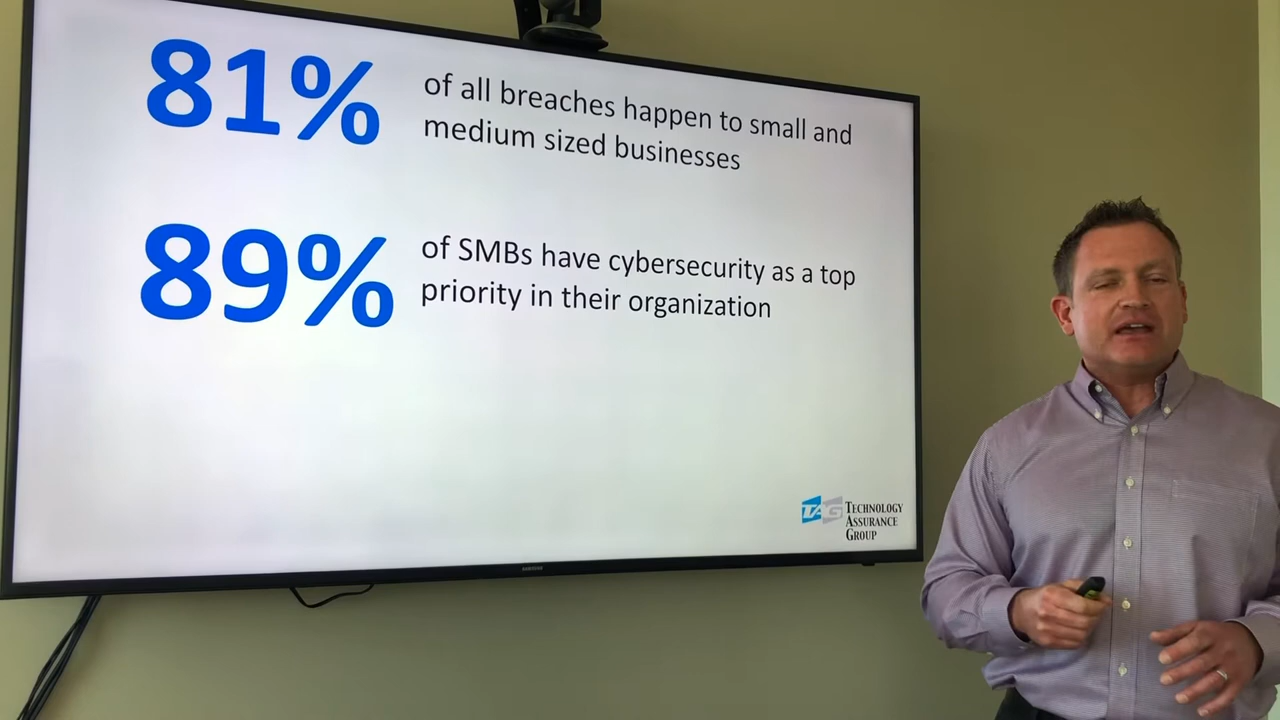 81%
of all breaches happen to small and
medium sized businesses
89%
of SMBs have cybersecurity as a top
priority in their organization
TAG
TECHNOLOGY
ASSURANCE
GROUP
SAMSUNG